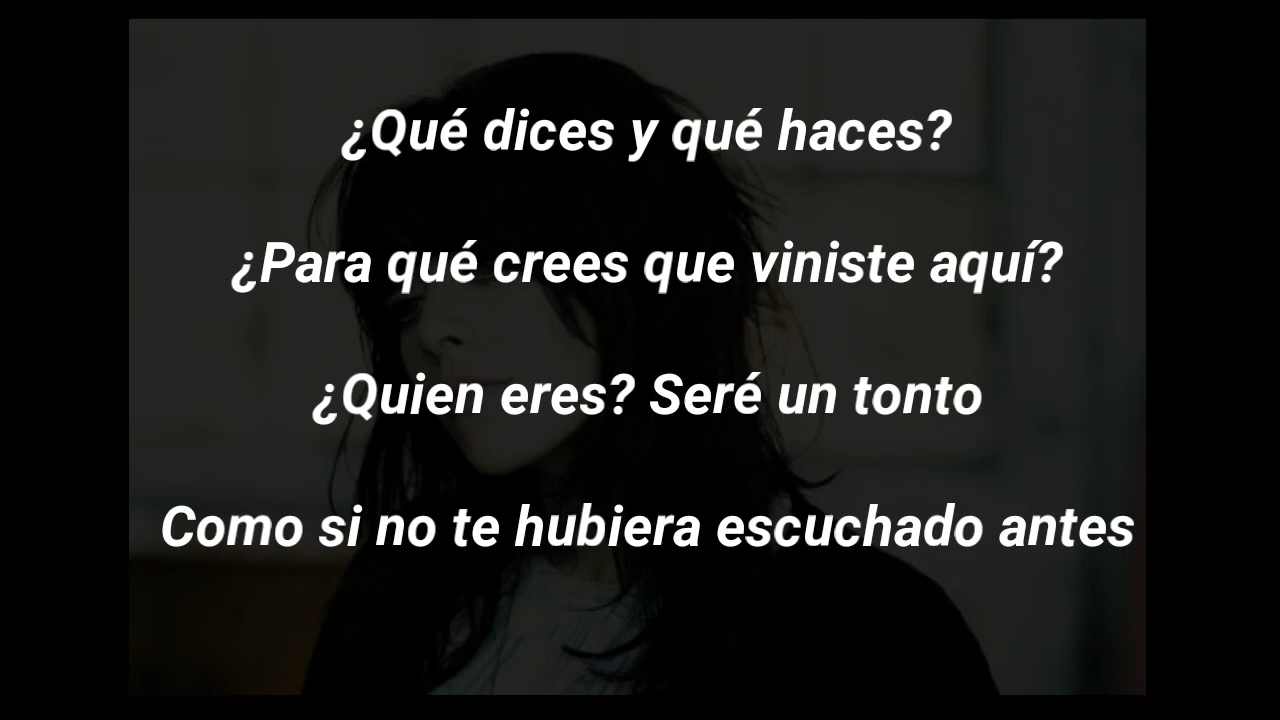 ¿Qué dices y qué haces?
¿Para qué crees que viniste aquí?
¿Quien eres? Seré un tonto
Como si no te hubiera escuchado antes